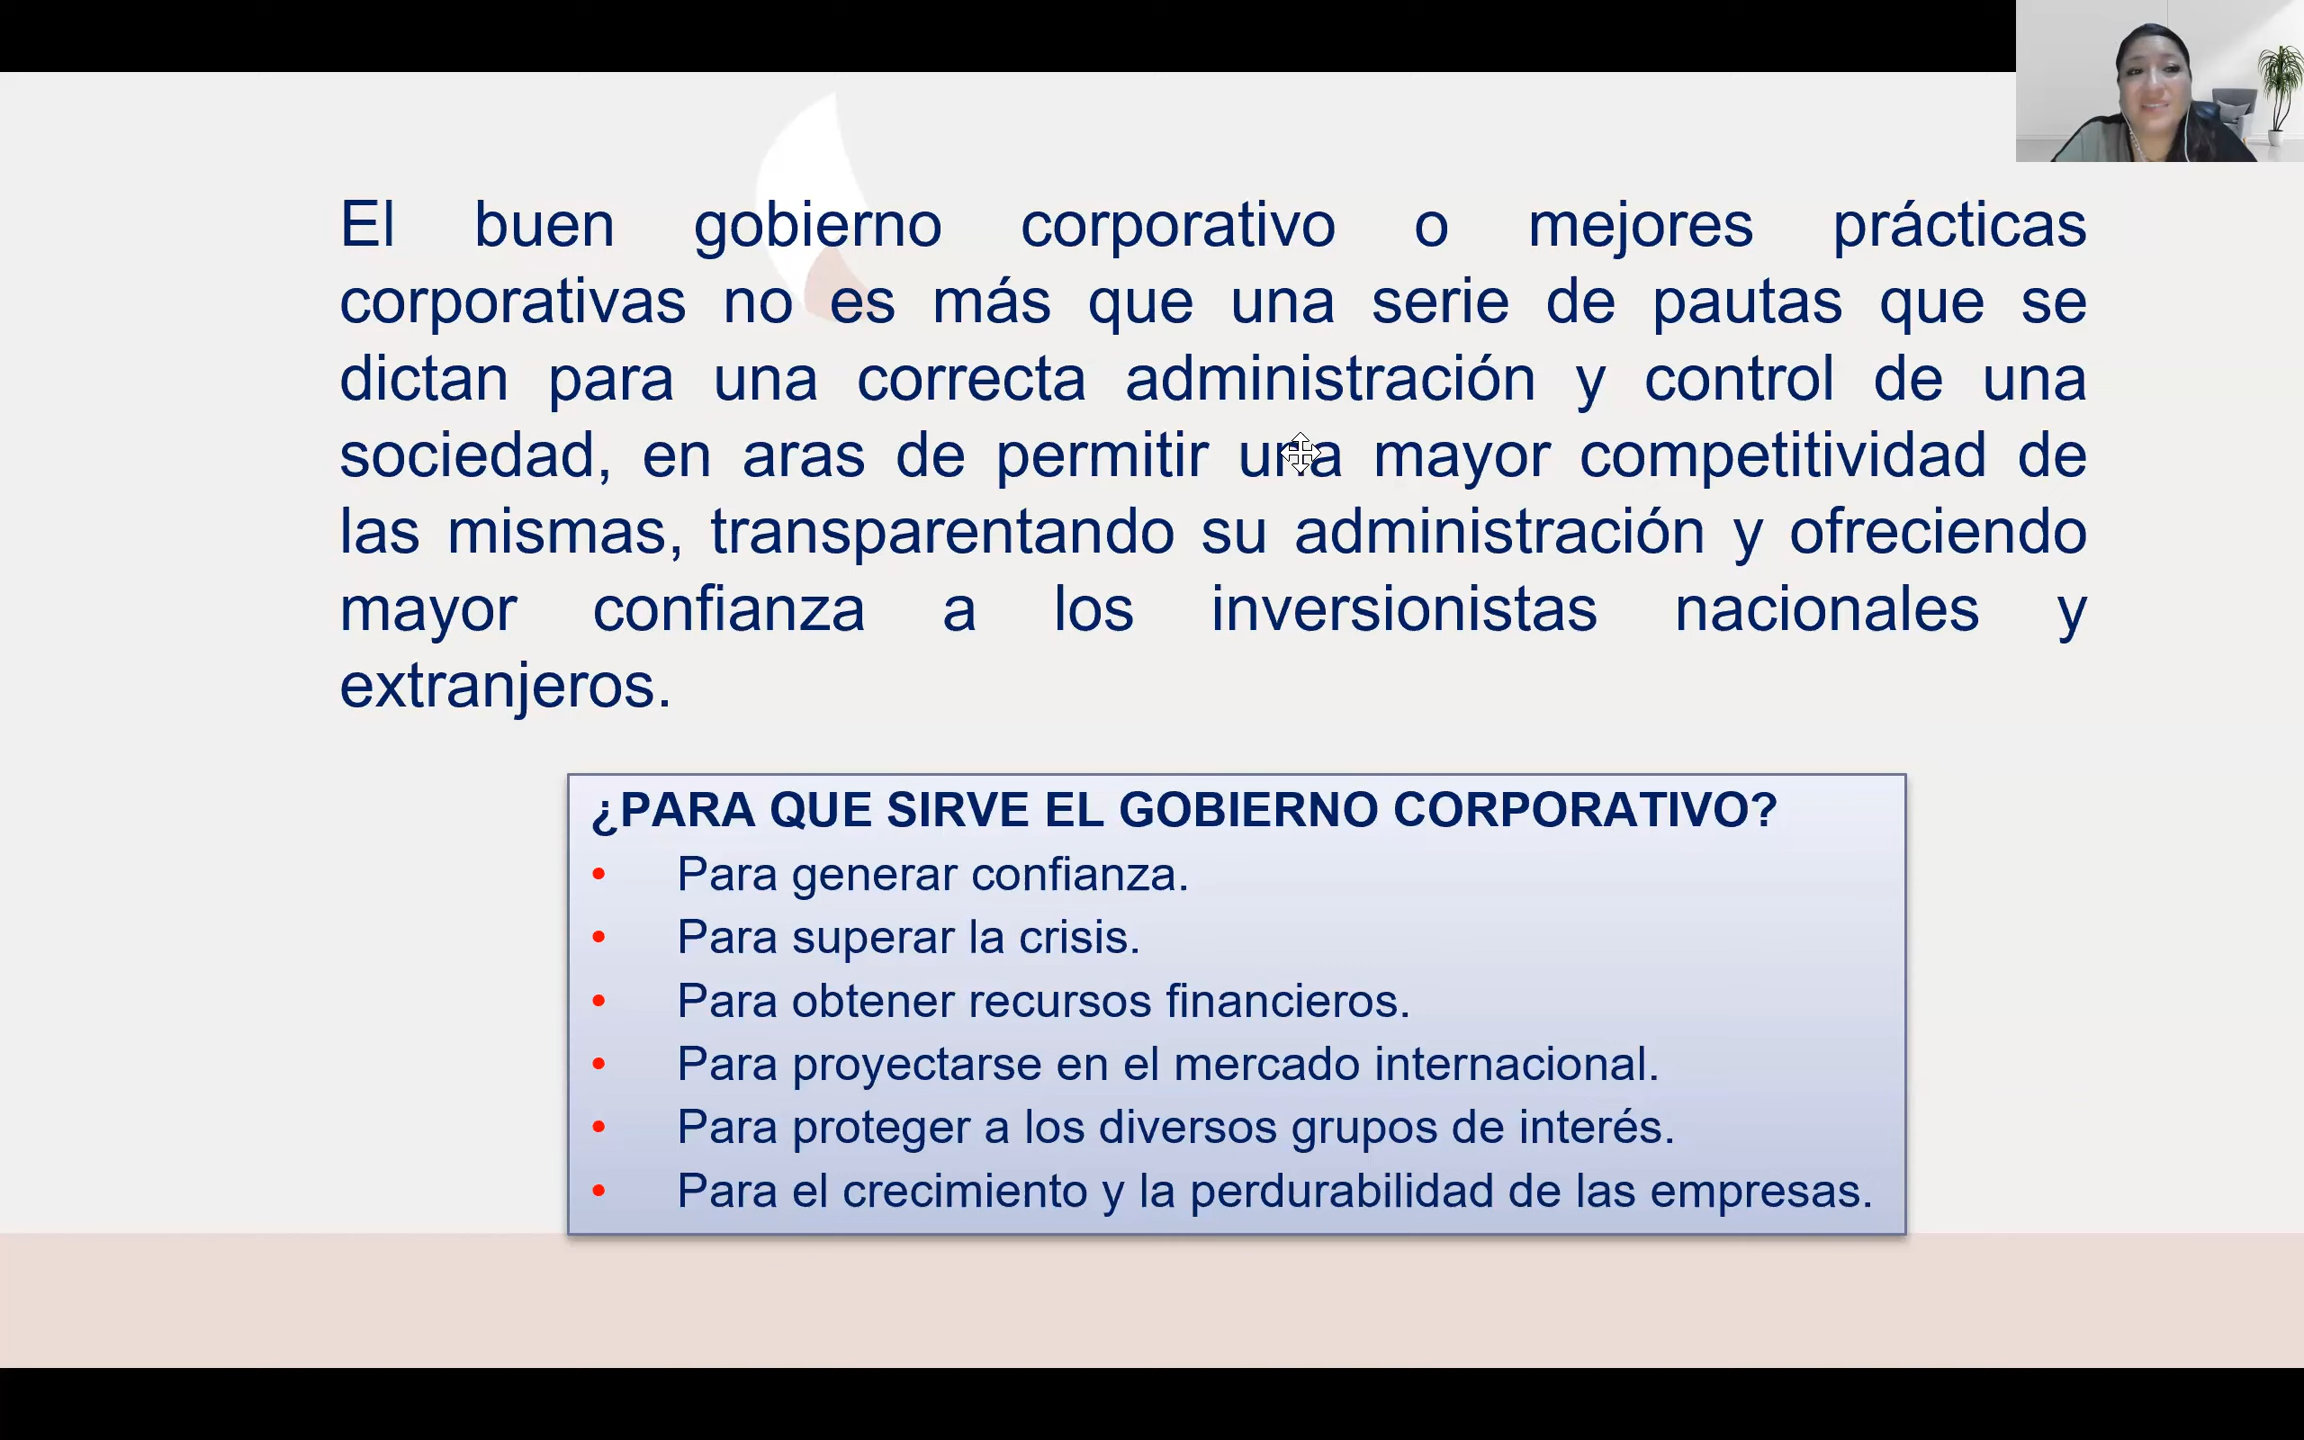 El buen gobierno corporativo o mejores prácticas
corporativas no es más que una serie de pautas que se
dictan para una correcta administración y control de una
sociedad, en aras de permitir una mayor competitividad de
las mismas, transparentando su administración y ofreciendo
mayor confianza a los inversionistas nacionales y
extranjeros.
¿PARA QUE SIRVE EL GOBIERNO CORPORATIVO?
• Para generar confianza.
• Para superar la crisis.
• Para obtener recursos financieros.
• Para proyectarse en el mercado internacional.
• Para proteger a los diversos grupos de interés.
• Para el crecimiento y la perdurabilidad de las empresas.